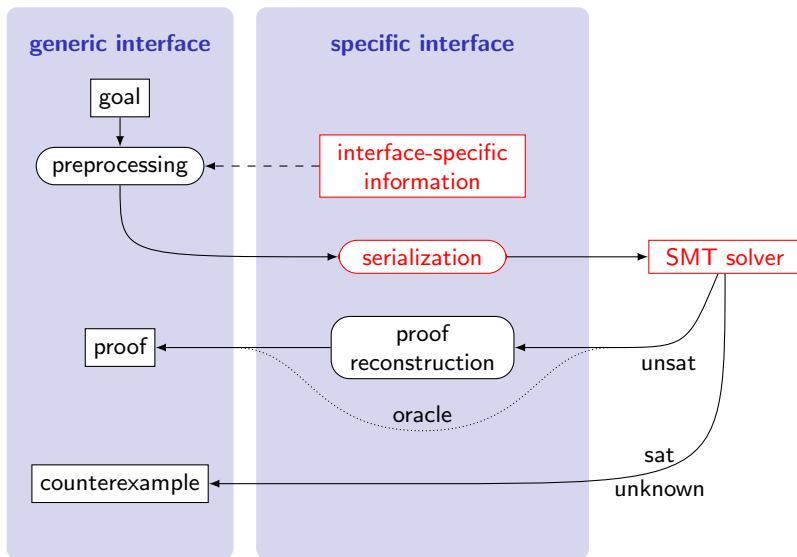 generic interface
specific interface
goal
preprocessing
interface-specific
information
serialization
SMT solver
proof
proof
reconstruction
unsat
oracle
sat
counterexample
unknown